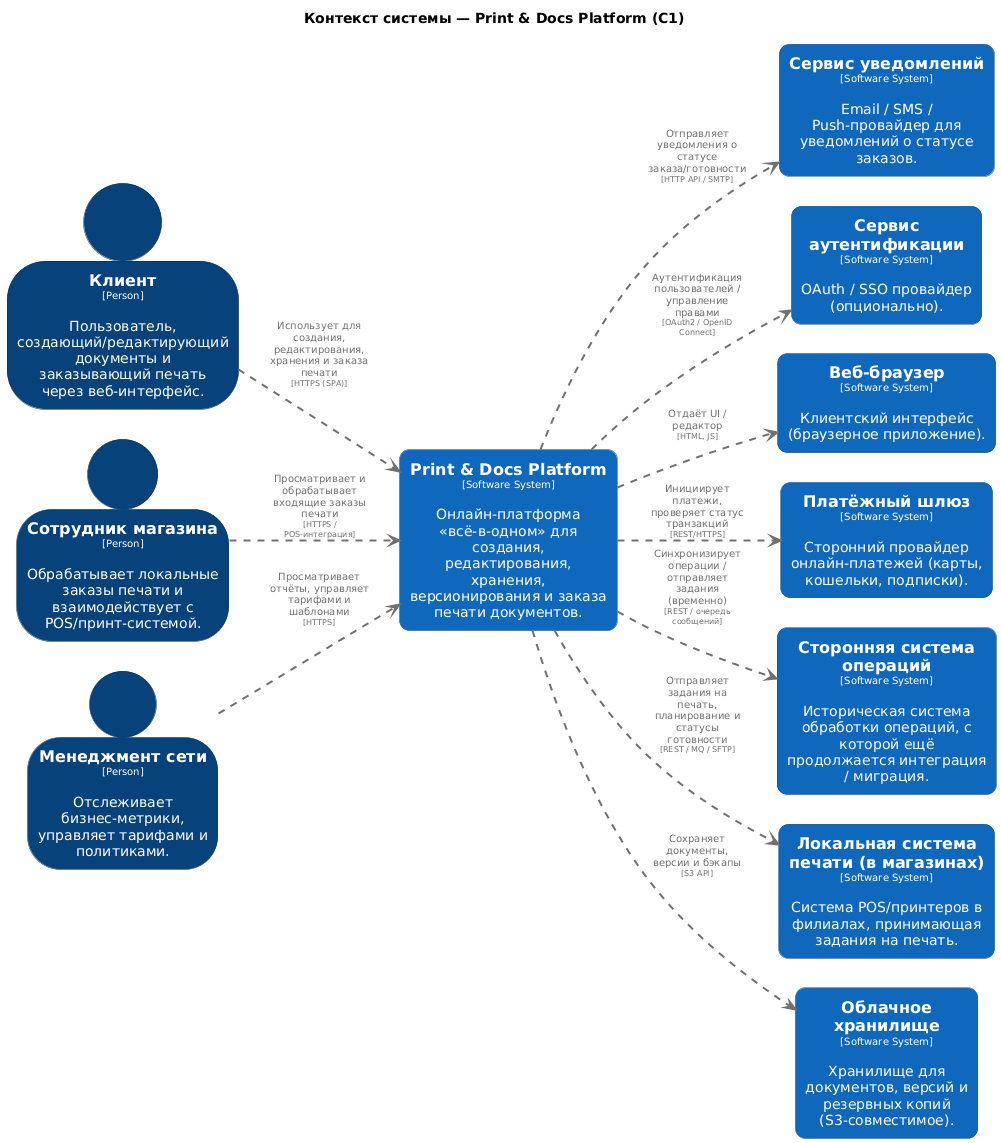 Контекст системы — Print & Docs Platform (C1)
Клиент
[Person]
Пользователь,
создающий/редактирующий
документы и
заказывающий печать
через веб-интерфейс.
Сотрудник магазина
[Person]
Обрабатывает локальные
заказы печати и
взаимодействует с
POS/принт-системой.
Менеджмент сети
[Person]
Отслеживает
бизнес-метрики,
управляет тарифами и
политиками.
Использует для
создания,
редактирования,
хранения и заказа
печати
[HTTPS (SPA)]
Просматривает и
обрабатывает
входящие заказы
печати
[HTTPS /
POS-интеграция]
Просматривает
отчёты, управляет
тарифами и
шаблонами
[HTTPS]
Print & Docs Platform
[Software System]
Онлайн-платформа
«всё-в-одном» для
создания,
редактирования,
хранения,
версионирования и заказа
печати документов.
Отправляет
уведомления о
статусе
заказа/готовности
[HTTP API / SMTP]
Аутентификация
пользователей /
управление
правами
[OAuth2 / OpenID
Connect]
Отдаёт UI /
редактор
[HTML, JS]
Инициирует
платежи,
проверяет статус
транзакций
[REST/HTTPS]
Синхронизирует
операции /
отправляет
задания
(временно)
[REST / очередь
сообщений]
Отправляет
задания на
печать,
планирование и
статусы
готовности
[REST / MQ / SFTP]
Сохраняет
документы,
версии и бэкапы
[S3 API]
Сервис уведомлений
[Software System]
Email / SMS /
Push-провайдер для
уведомлений о статусе
заказов.
Сервис
аутентификации
[Software System]
OAuth / SSO провайдер
(опционально).
Веб-браузер
[Software System]
Клиентский интерфейс
(браузерное приложение).
Платёжный шлюз
[Software System]
Сторонний провайдер
онлайн-платежей (карты,
кошельки, подписки).
Сторонняя система
операций
[Software System]
Историческая система
обработки операций, с
которой ещё
продолжается интеграция
/ миграция.
Локальная система
печати (в магазинах)
[Software System]
Система POS/принтеров в
филиалах, принимающая
задания на печать.
Облачное
хранилище
[Software System]
Хранилище для
документов, версий и
резервных копий
(S3-совместимое).